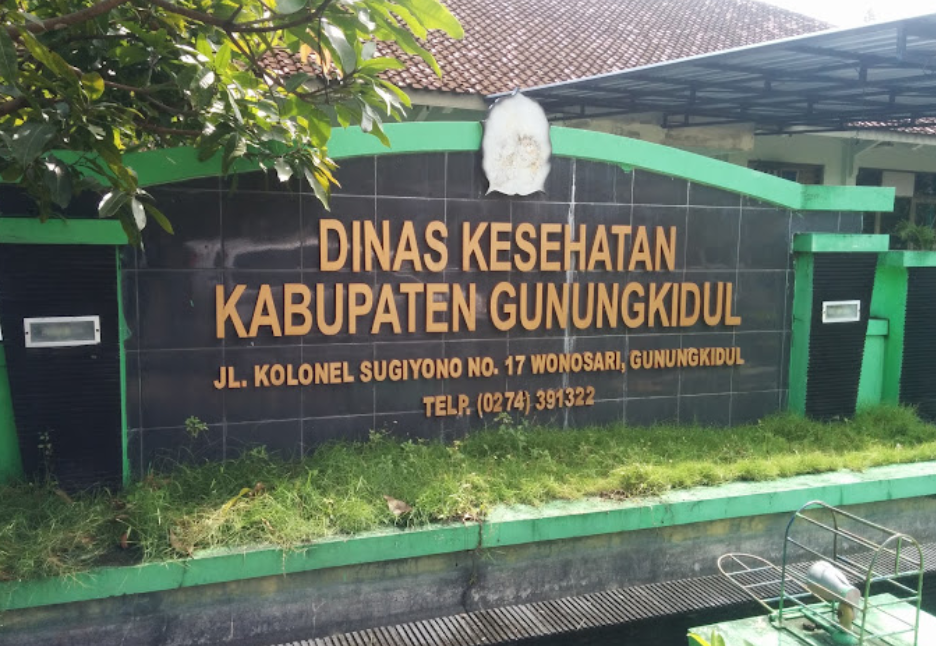 DINAS KESEHATAN
KABUPATEN GUNUNGKIDUL
JL. KOLONEL SUGIYONO NO. 17 WONOSARI, GUNUNGKIDUL
TELP. (0274) 391322